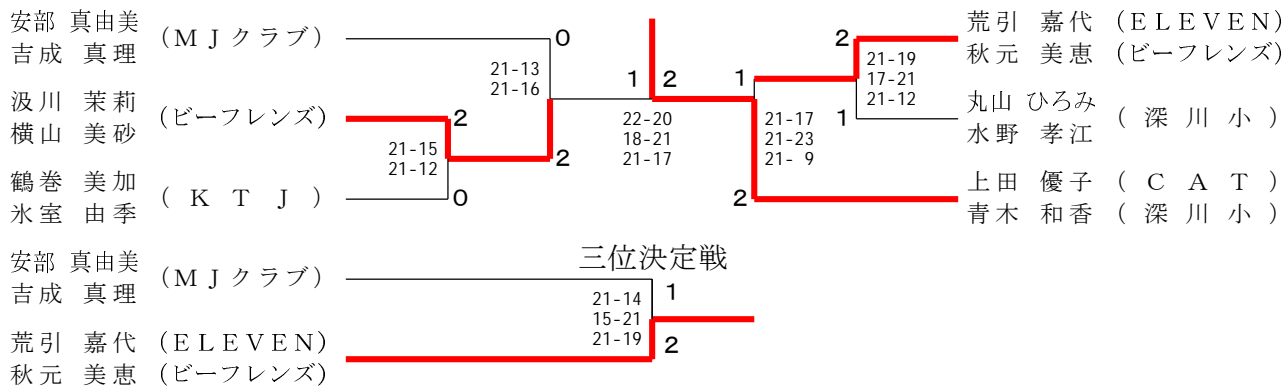 安部 真由美
吉成 真理
(ＭＪクラブ)
汲川 茉莉
横山 美砂
(ビーフレンズ)
鶴巻 美加
氷室 由季
(ＫＴＪ)
0
21-13
21-16
2
21-15
21-12
0
2
1
2
22-20
18-21
21-17
1
21-17
21-23
21- 9
2
2
21-19
17-21
21-12
1
荒引 嘉代 (ＥＬＥＶＥＮ)
秋元 美恵 (ビーフレンズ)
丸山 ひろみ
水野 孝江
(深川小)
上田 優子 (ＣＡＴ)
青木 和香 (深川小)
三位決定戦
安部 真由美
吉成 真理
(ＭＪクラブ)
荒引 嘉代 (ＥＬＥＶＥＮ)
秋元 美恵 (ビーフレンズ)
21-14
15-21
21-19
1
2